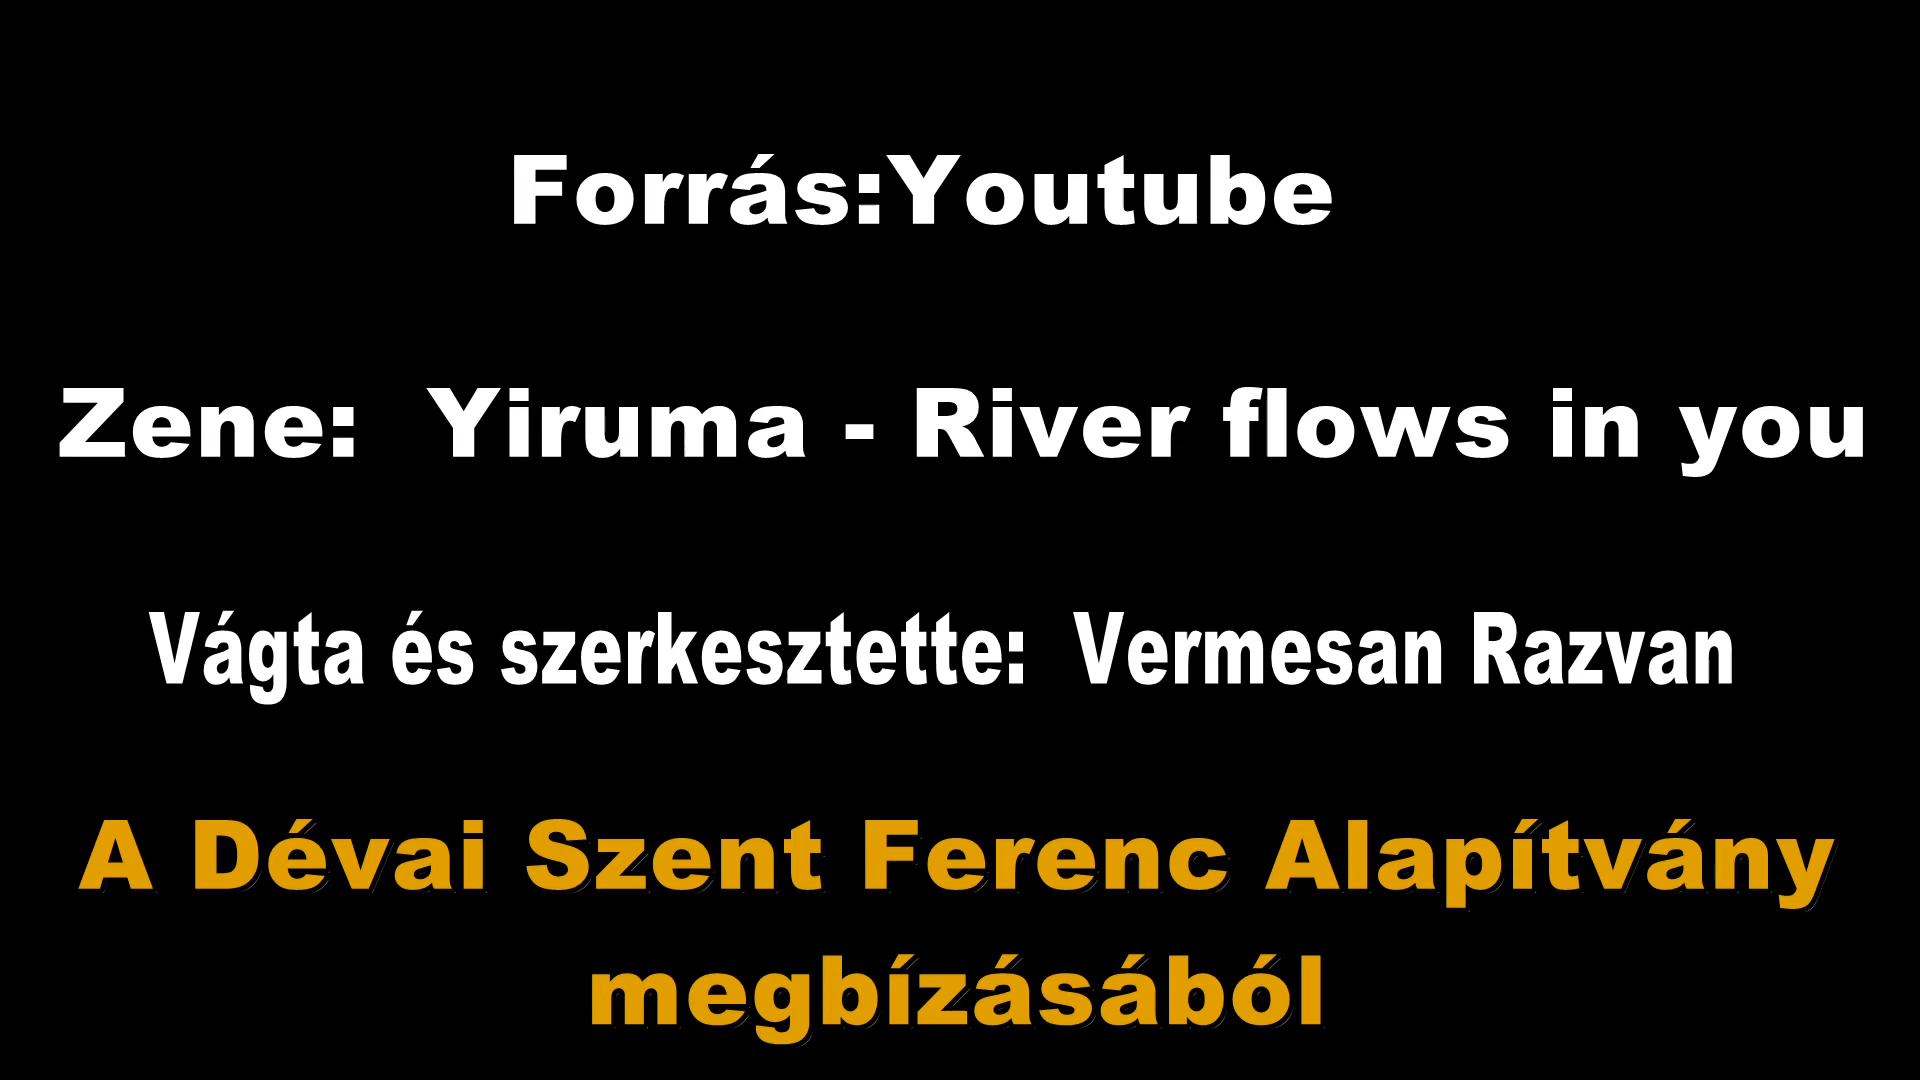 Forrás:Youtube
Zene:  Yiruma - River flows in you
Vágta és szerkesztette:  Vermesan Razvan
A Dévai Szent Ferenc Alapítvány
megbízásából